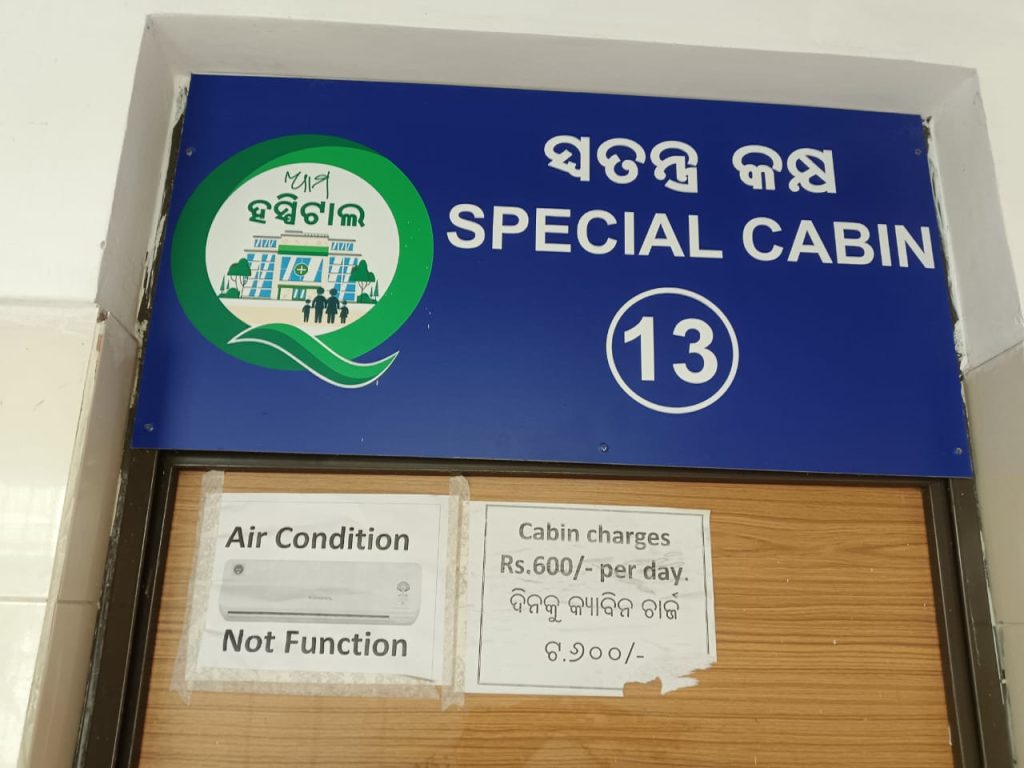 ସ୍ୱତନ୍ତ୍ର କକ୍ଷ
SPECIAL CABIN
13
ଆମ
ହସ୍ପିଟାଲ
Air Condition
Not Function
Cabin charges
Rs.600/- per day.
ଦିନକୁ କ୍ୟାବିନ ଚାର୍ଜ
ଟ.୬୦୦/-